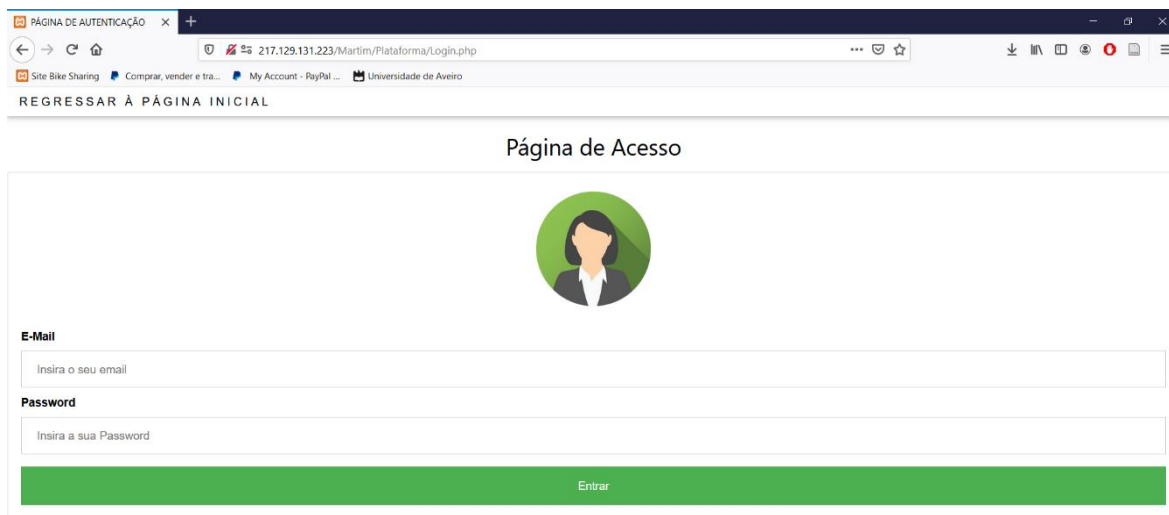 PÁGINA DE AUTENTICAÇÃO
217.129.131.223/Martim/Plataforma/Login.php
Site Bike Sharing Comprar, vender e tra... My Account - PayPal ... Universidade de Aveiro
REGRESSAR À PÁGINA INICIAL
Página de Acesso
E-Mail
Insira o seu email
Password
Insira a sua Password
Entrar